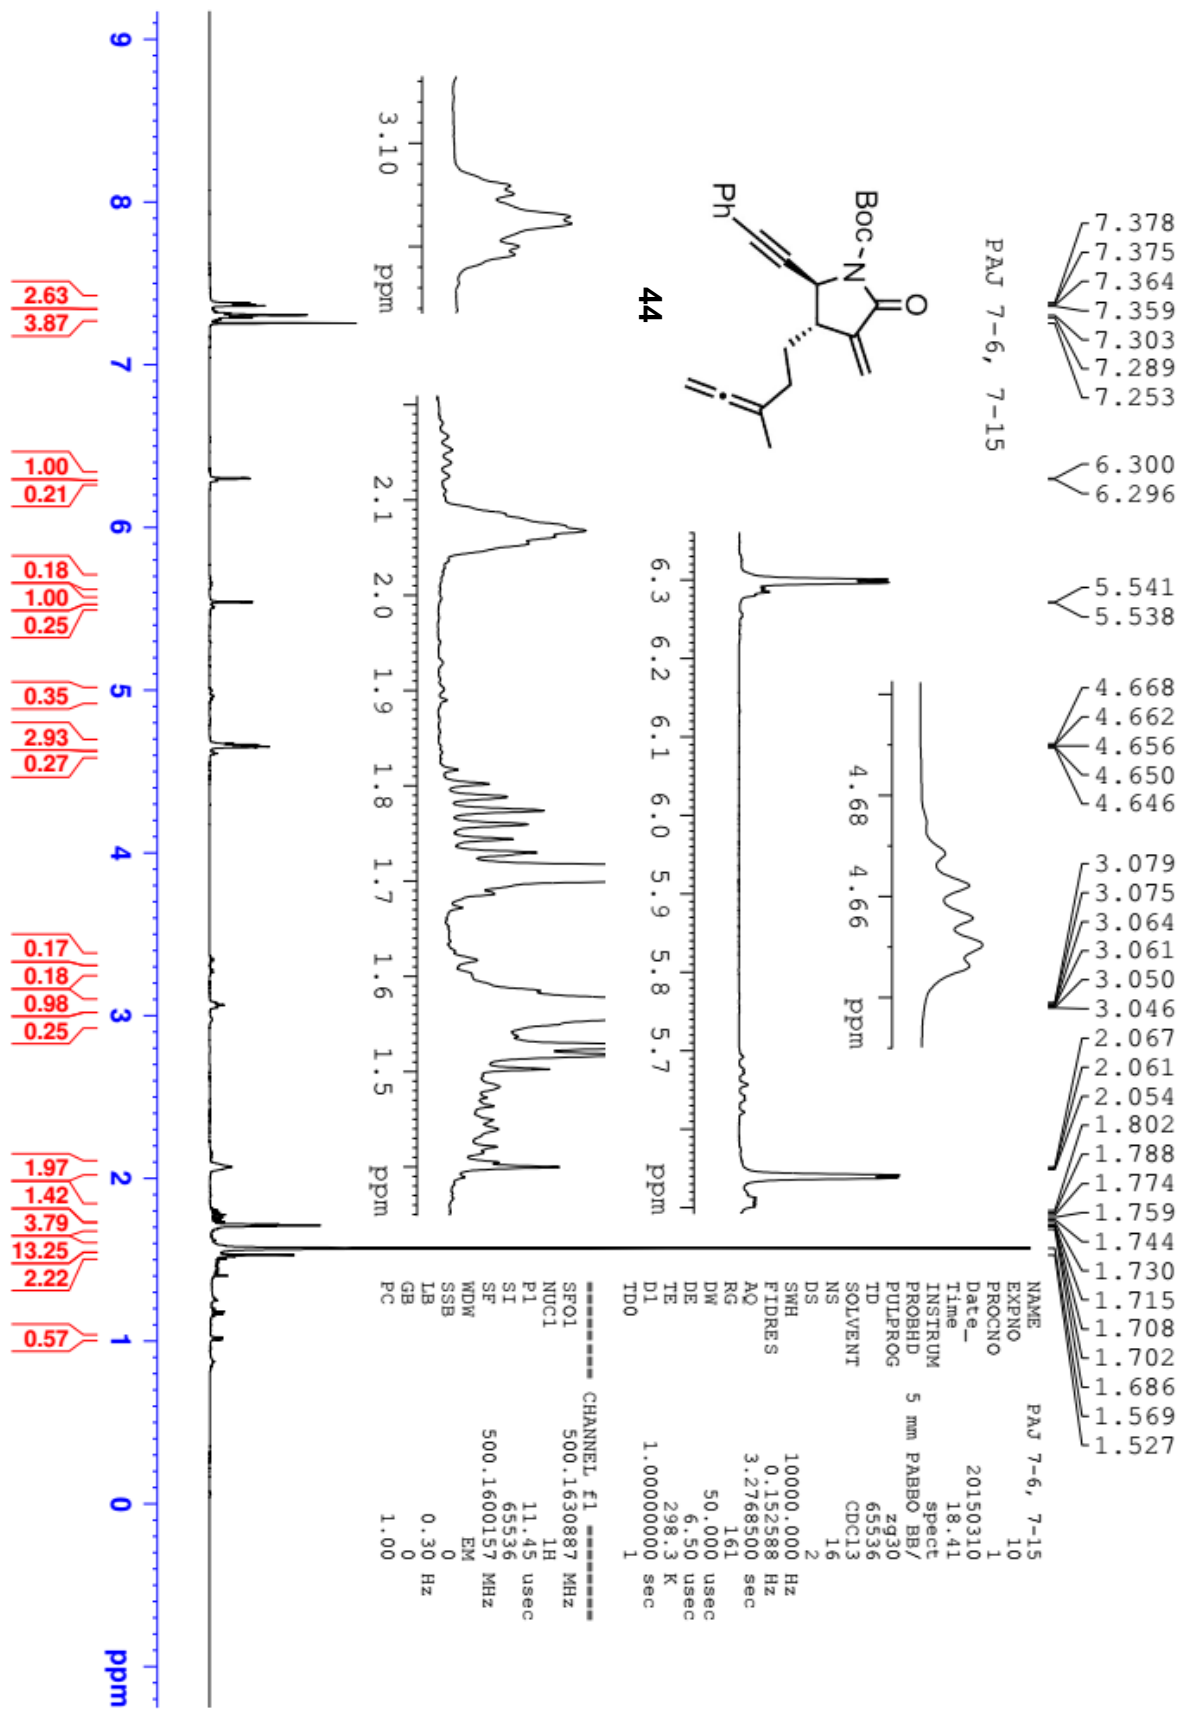 7.378
7.375
7.364
7.359
7.303
7.289
7.253
6.300
6.296
5.541
5.538
4.668
4.662
4.656
4.650
4.646
3.079
3.075
3.064
3.061
3.050
3.046
2.067
2.061
2.054
1.802
1.788
1.774
1.759
1.744
1.730
1.715
1.708
1.702
1.686
1.569
1.527
PAJ 7-6, 7-15
Boc
N
O
Ph
44
4.68 4.66 ppm
6.3 6.2 6.1 6.0 5.9 5.8 5.7 ppm
2.1 2.0 1.9 1.8 1.7 1.6 1.5 ppm
3.10 ppm
NAME PAJ 7-6, 7-15
EXPNO 10
PROCNO 1
Date_ 20150310
Time 18.41
INSTRUM spect
PROBHD 5 mm PABBO BB/
PULPROG zg30
TD 65536
SOLVENT CDCl3
NS 16
DS 2
SWH 10000.000 Hz
FIDRES 0.152588 Hz
AQ 3.2768500 sec
RG 161
DW 50.000 usec
DE 6.50 usec
TE 298.3 K
D1 1.00000000 sec
TD0 1
======== CHANNEL f1 ========
SFO1 500.1630887 MHz
NUC1 1H
P1 11.45 usec
SI 65536
SF 500.1600157 MHz
WDW EM
SSB 0
LB 0.30 Hz
GB 0
PC 1.00
9 8 7 6 5 4 3 2 1 0 ppm
2.63
3.87
1.00
0.21
0.18
1.00
0.25
0.35
2.93
0.27
0.17
0.18
0.98
0.25
1.97
1.42
3.79
13.25
2.22
0.57